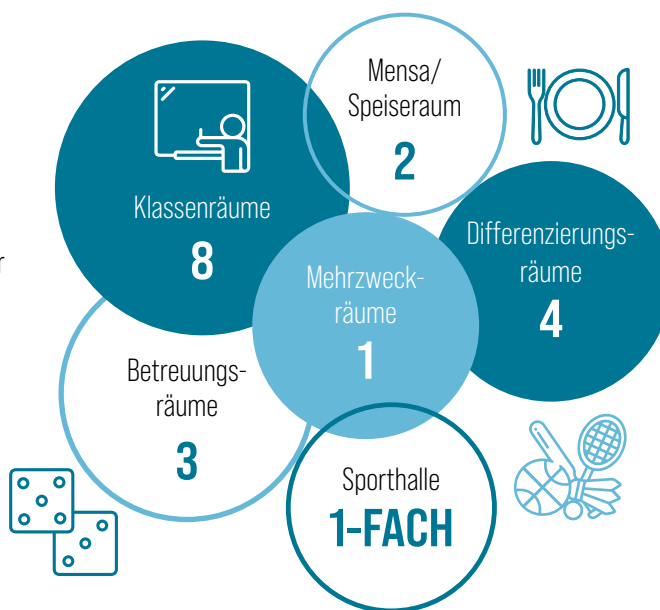 Mensa/
Speiseraum
2
Klassenräume
8
Differenzierungs-
räume
4
r
Mehrzweck-
räume
1
Betreuungs-
räume
3
Sporthalle
1-FACH